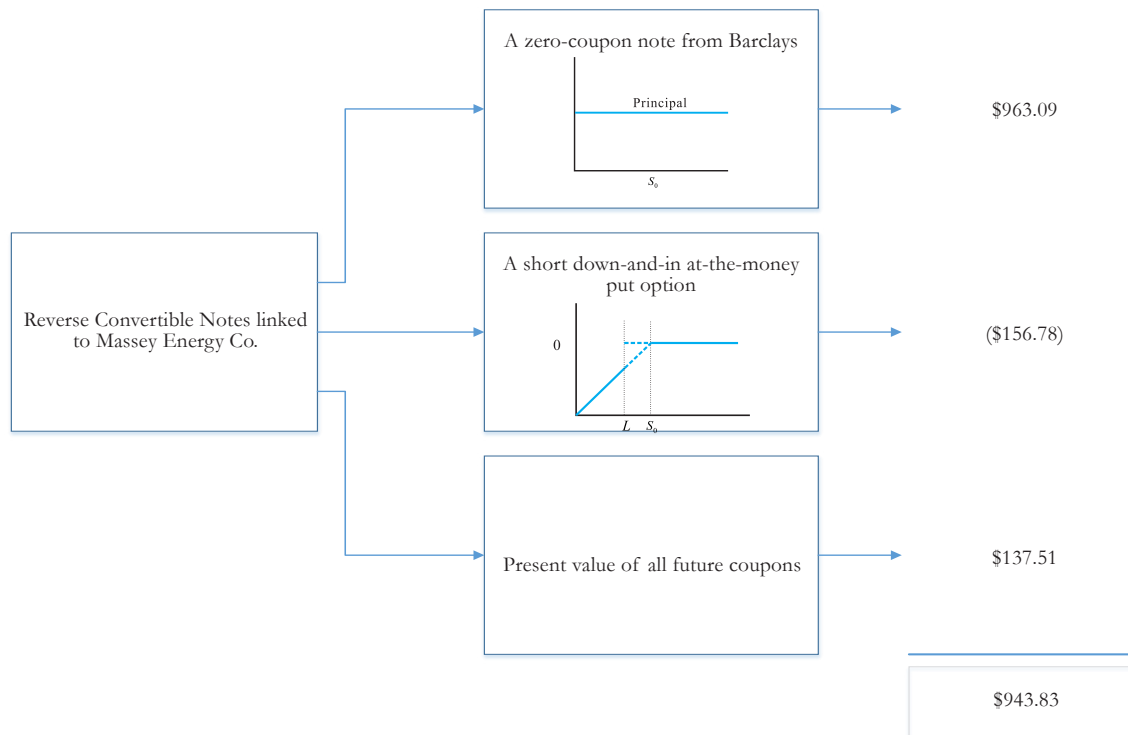 A zero-coupon note from Barclays
Principal
S₀
$963.09
Reverse Convertible Notes linked
to Massey Energy Co.
A short down-and-in at-the-money
put option
0
L
S₀
($156.78)
Present value of all future coupons
$137.51
$943.83